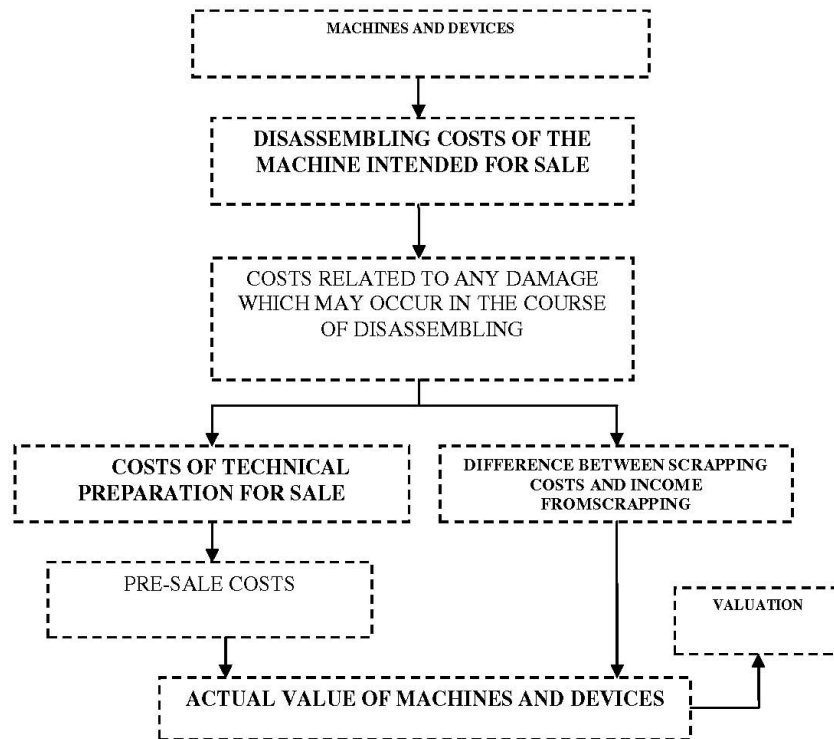 MACHINES AND DEVICES
DISASSEMBLING COSTS OF THE
MACHINE INTENDED FOR SALE
COSTS RELATED TO ANY DAMAGE
WHICH MAY OCCUR IN THE COURSE
OF DISASSEMBLING
COSTS OF TECHNICAL
PREPARATION FOR SALE
DIFFERENCE BETWEEN SCRAPPING
COSTS AND INCOME
FROMSCRAPPING
PRE-SALE COSTS
VALUATION
ACTUAL VALUE OF MACHINES AND DEVICES